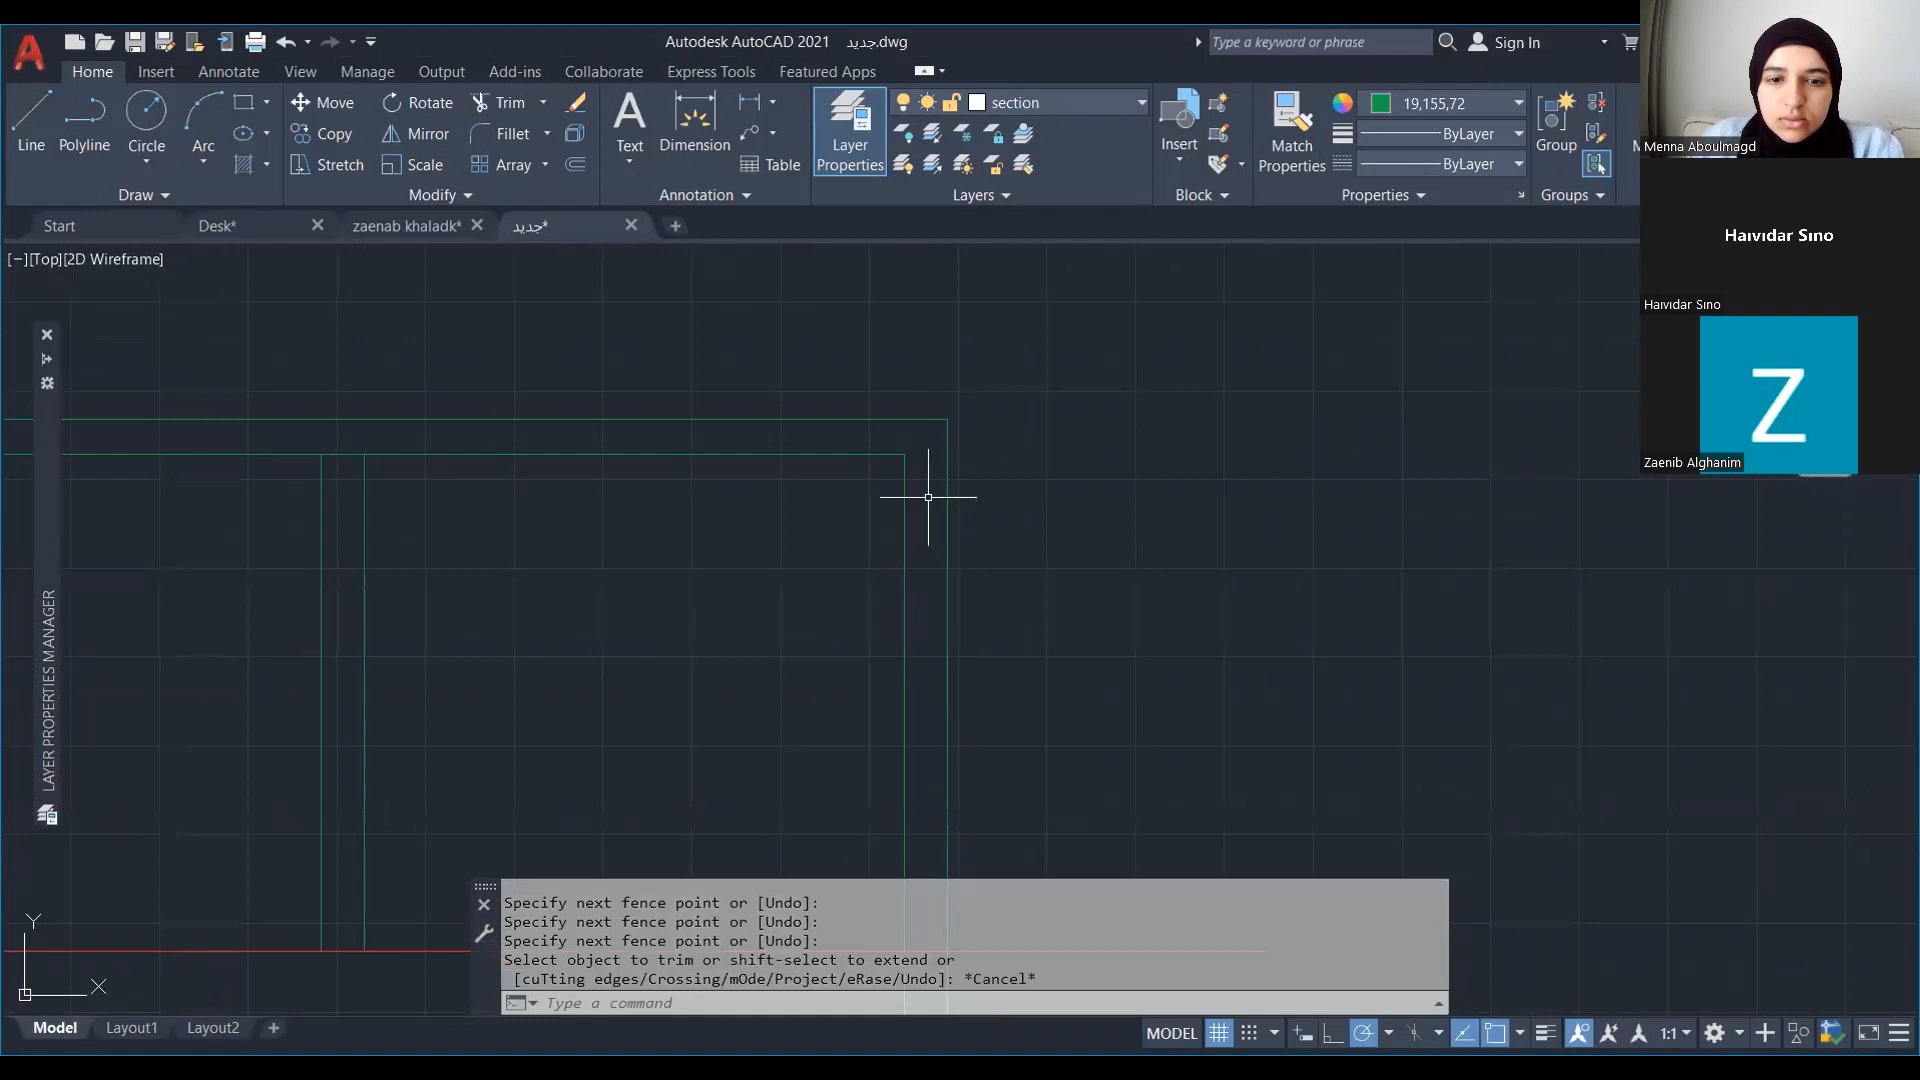 Autodesk AutoCAD 2021 جديد.dwg
Type a keyword or phrase
Sign In
Home Insert Annotate View Manage Output Add-ins Collaborate Express Tools Featured Apps
Line
Polyline
Circle
Arc
Draw
Move
Rotate
Trim
Copy
Mirror
Fillet
Stretch
Scale
Array
Modify
Text
Dimension
Table
Annotation
Layer
Properties
section
Layers
Insert
Block
Match
Properties
19,155,72
ByLayer
ByLayer
Properties
Group
Groups
Start
Desk*
zaenab khaladk*
جديد*
[−][Top][2D Wireframe]
LAYER PROPERTIES MANAGER
Y
X
Menna Aboulmagd
Haıvıdar Sıno
Haıvıdar Sıno
Z
Zaenib Alghanim
Specify next fence point or [Undo]:
Specify next fence point or [Undo]:
Specify next fence point or [Undo]:
Select object to trim or shift-select to extend or
[cuTting edges/Crossing/mOde/Project/eRase/Undo]: *Cancel*
Type a command
Model Layout1 Layout2
MODEL
1:1